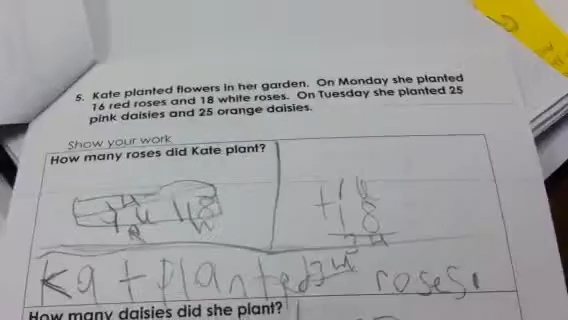 5. Kate planted flowers in her garden. On Monday she planted
16 red roses and 18 white roses. On Tuesday she planted 25
pink daisies and 25 orange daisies.
Show your work
How many roses did Kate plant?
16
+18
34
Kat planted 34 roses.
How many daisies did she plant?